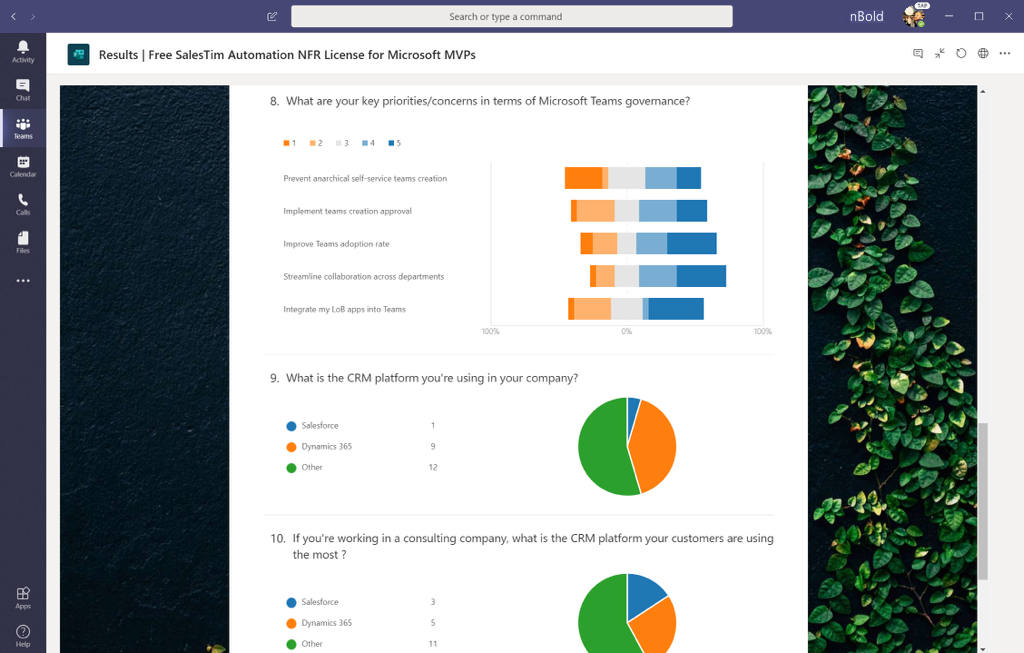 Search or type a command
nBold
TAP
Activity
Chat
Teams
Calendar
Calls
Files
Apps
Help
Results | Free SalesTim Automation NFR License for Microsoft MVPs
8. What are your key priorities/concerns in terms of Microsoft Teams governance?
1 2 3 4 5
Prevent anarchical self-service teams creation
Implement teams creation approval
Improve Teams adoption rate
Streamline collaboration across departments
Integrate my LoB apps into Teams
100% 0% 100%
9. What is the CRM platform you're using in your company?
Salesforce 1
Dynamics 365 9
Other 12
10. If you're working in a consulting company, what is the CRM platform your customers are using
the most ?
Salesforce 3
Dynamics 365 5
Other 11